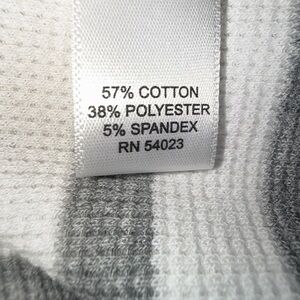 57% COTTON
38% POLYESTER
5% SPANDEX
RN 54023